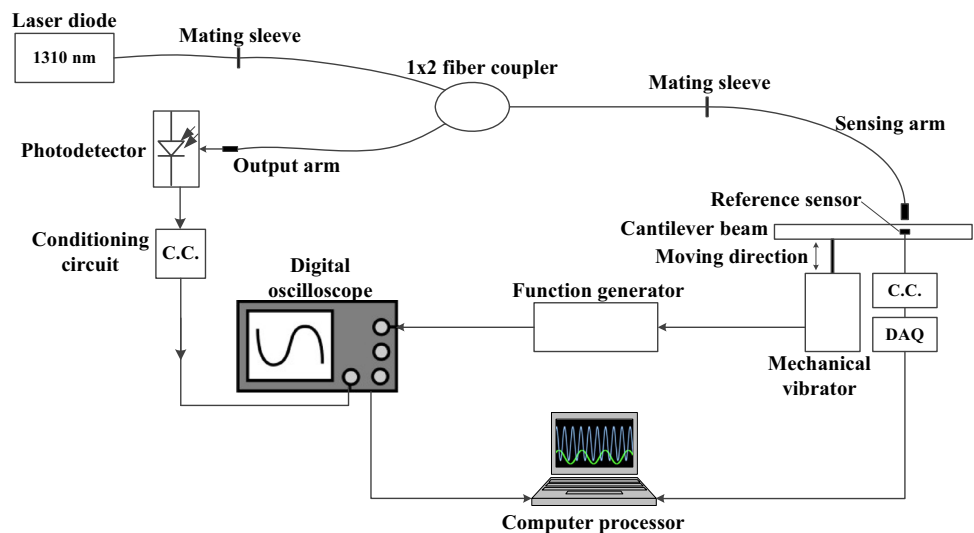 Laser diode
1310 nm
Mating sleeve
1x2 fiber coupler
Mating sleeve
Sensing arm
Photodetector
Output arm
Reference sensor
Cantilever beam
Conditioning
circuit
C.C.
Moving direction
Digital
oscilloscope
Function generator
C.C.
DAQ
Mechanical
vibrator
Computer processor